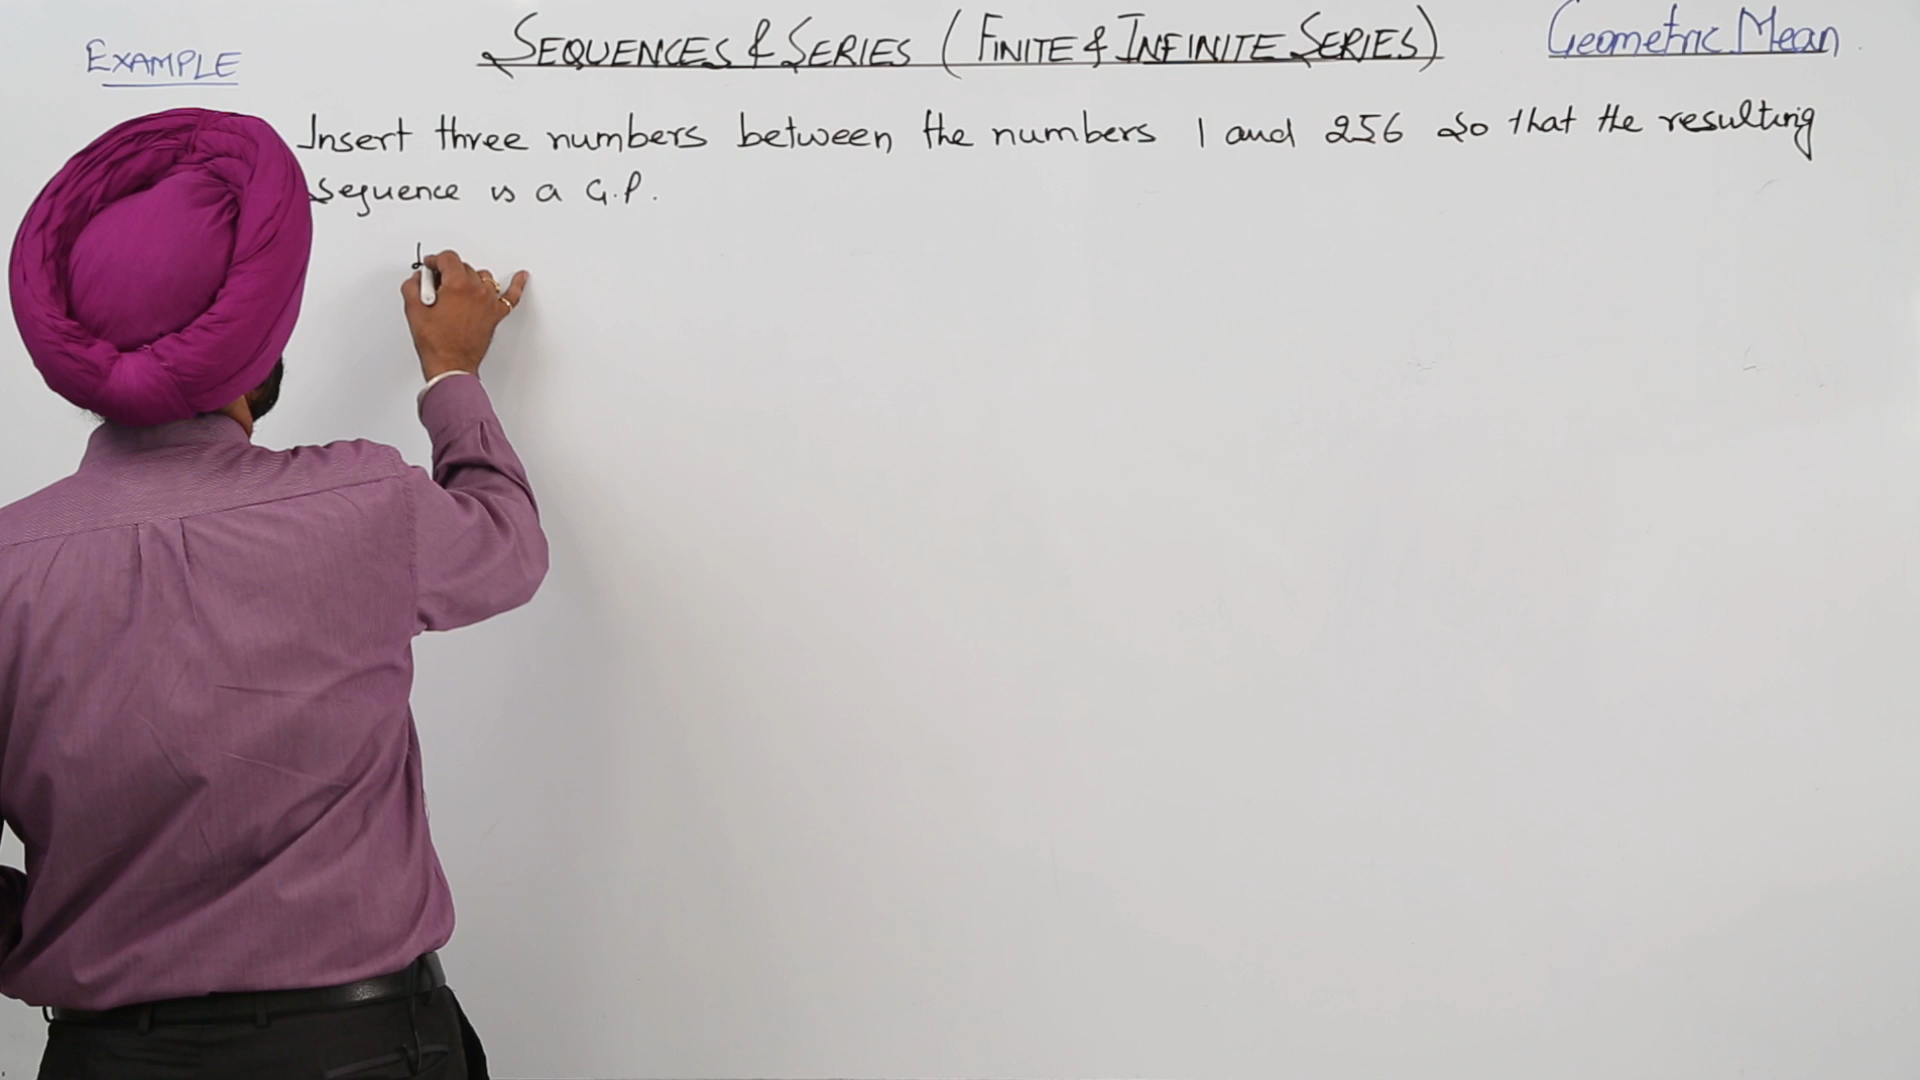 EXAMPLE
SEQUENCES & SERIES (FINITE & INFINITE SERIES)
Geometric Mean
Insert three numbers between the numbers 1 and 256 so that the resulting
sequence is a G.P.